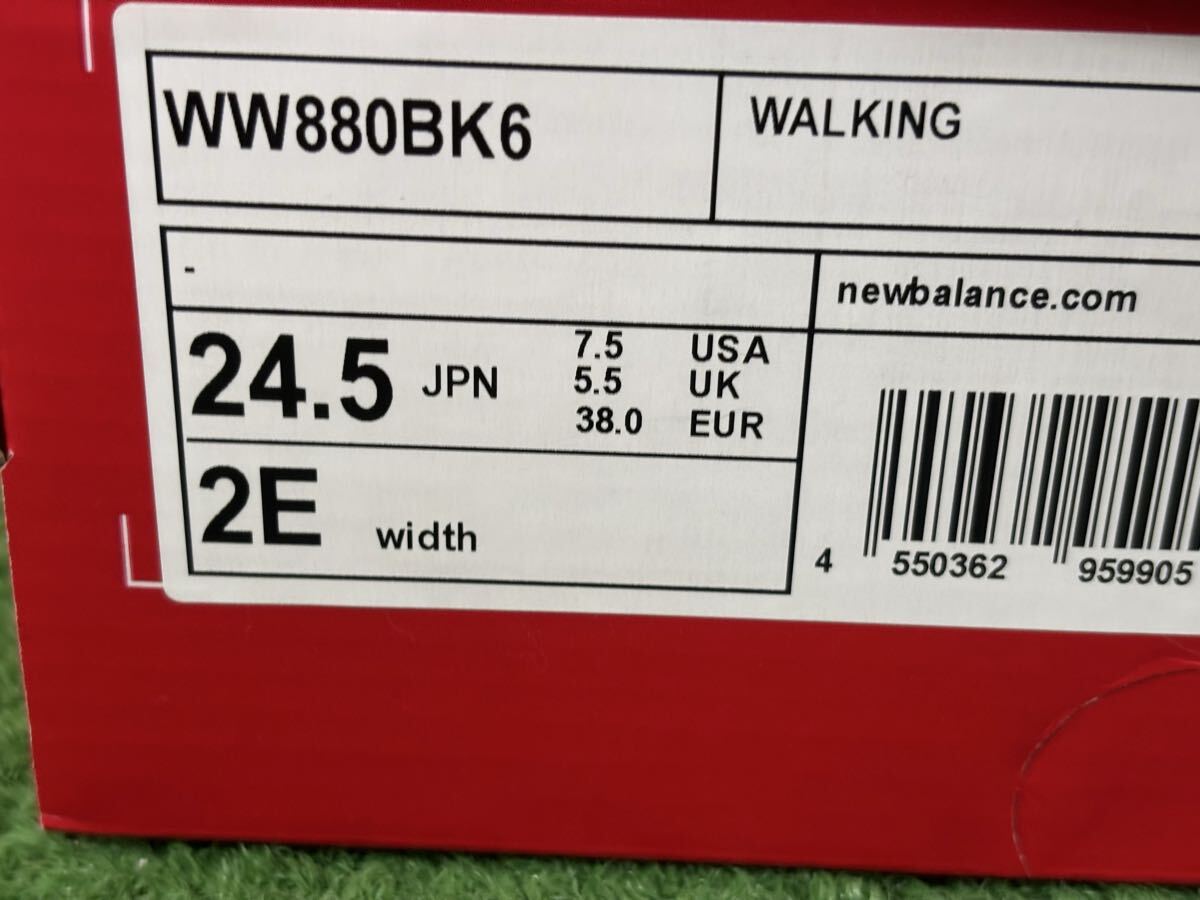 WW880BK6
WALKING
-
newbalance.com
24.5 JPN
7.5 USA
5.5 UK
38.0 EUR
2E width
4 550362 959905